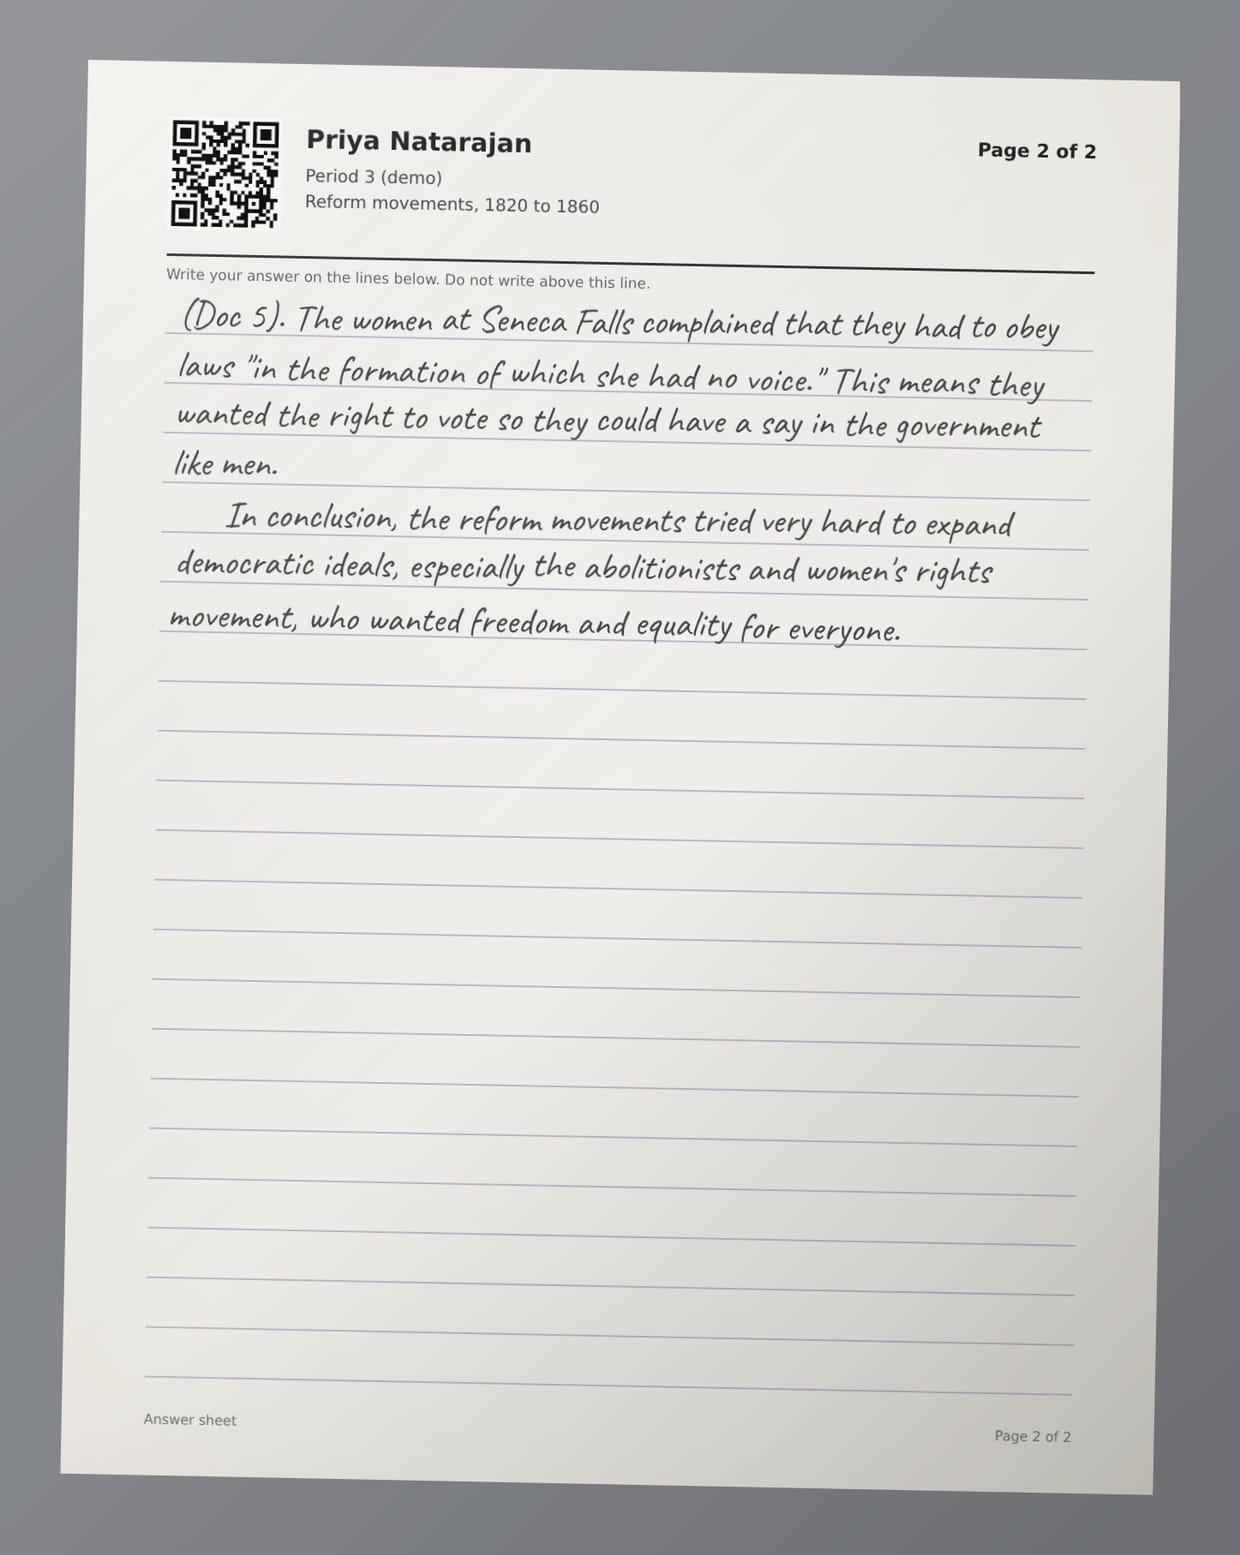 Priya Natarajan
Page 2 of 2
Period 3 (demo)
Reform movements, 1820 to 1860
Write your answer on the lines below. Do not write above this line.
(Doc 5). The women at Seneca Falls complained that they had to obey
laws "in the formation of which she had no voice." This means they
wanted the right to vote so they could have a say in the government
like men.
In conclusion, the reform movements tried very hard to expand
democratic ideals, especially the abolitionists and women's rights
movement, who wanted freedom and equality for everyone.
Answer sheet
Page 2 of 2